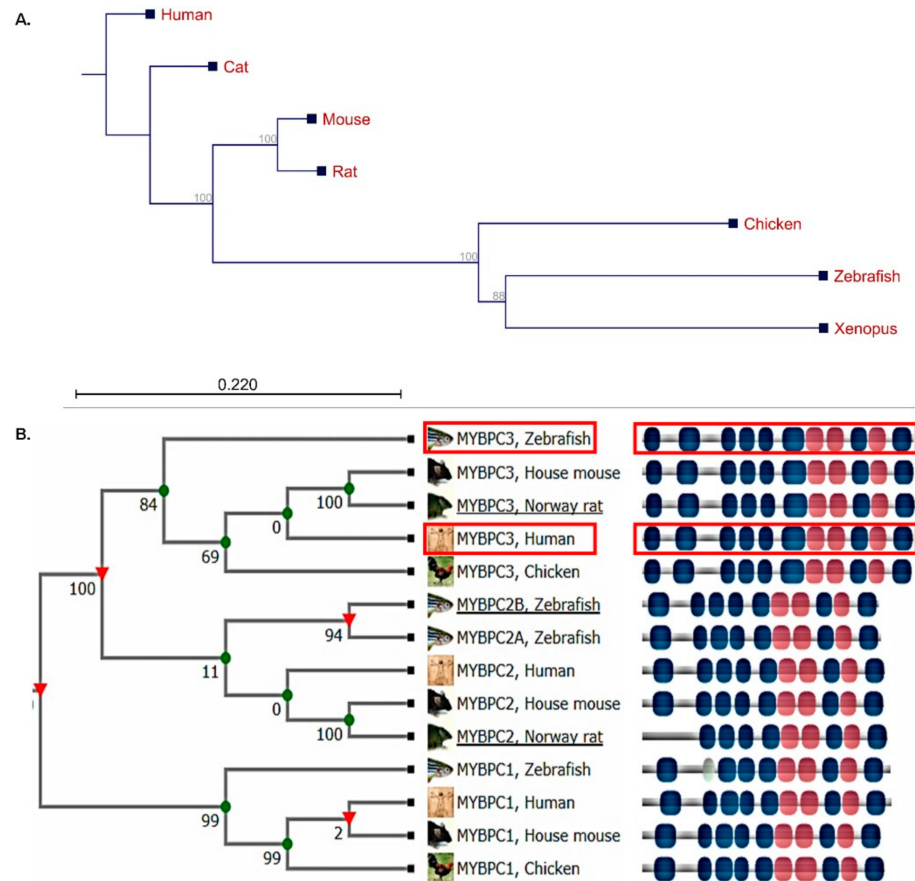 A.
Human
Cat
Mouse
100
Rat
100
Chicken
100
Zebrafish
88
Xenopus
0.220
B.
MYBPC3, Zebrafish
MYBPC3, House mouse
84
100
MYBPC3, Norway rat
0
MYBPC3, Human
69
MYBPC3, Chicken
100
MYBPC2B, Zebrafish
94
MYBPC2A, Zebrafish
11
MYBPC2, Human
0
MYBPC2, House mouse
100
MYBPC2, Norway rat
MYBPC1, Zebrafish
99
MYBPC1, Human
2
MYBPC1, House mouse
99
MYBPC1, Chicken